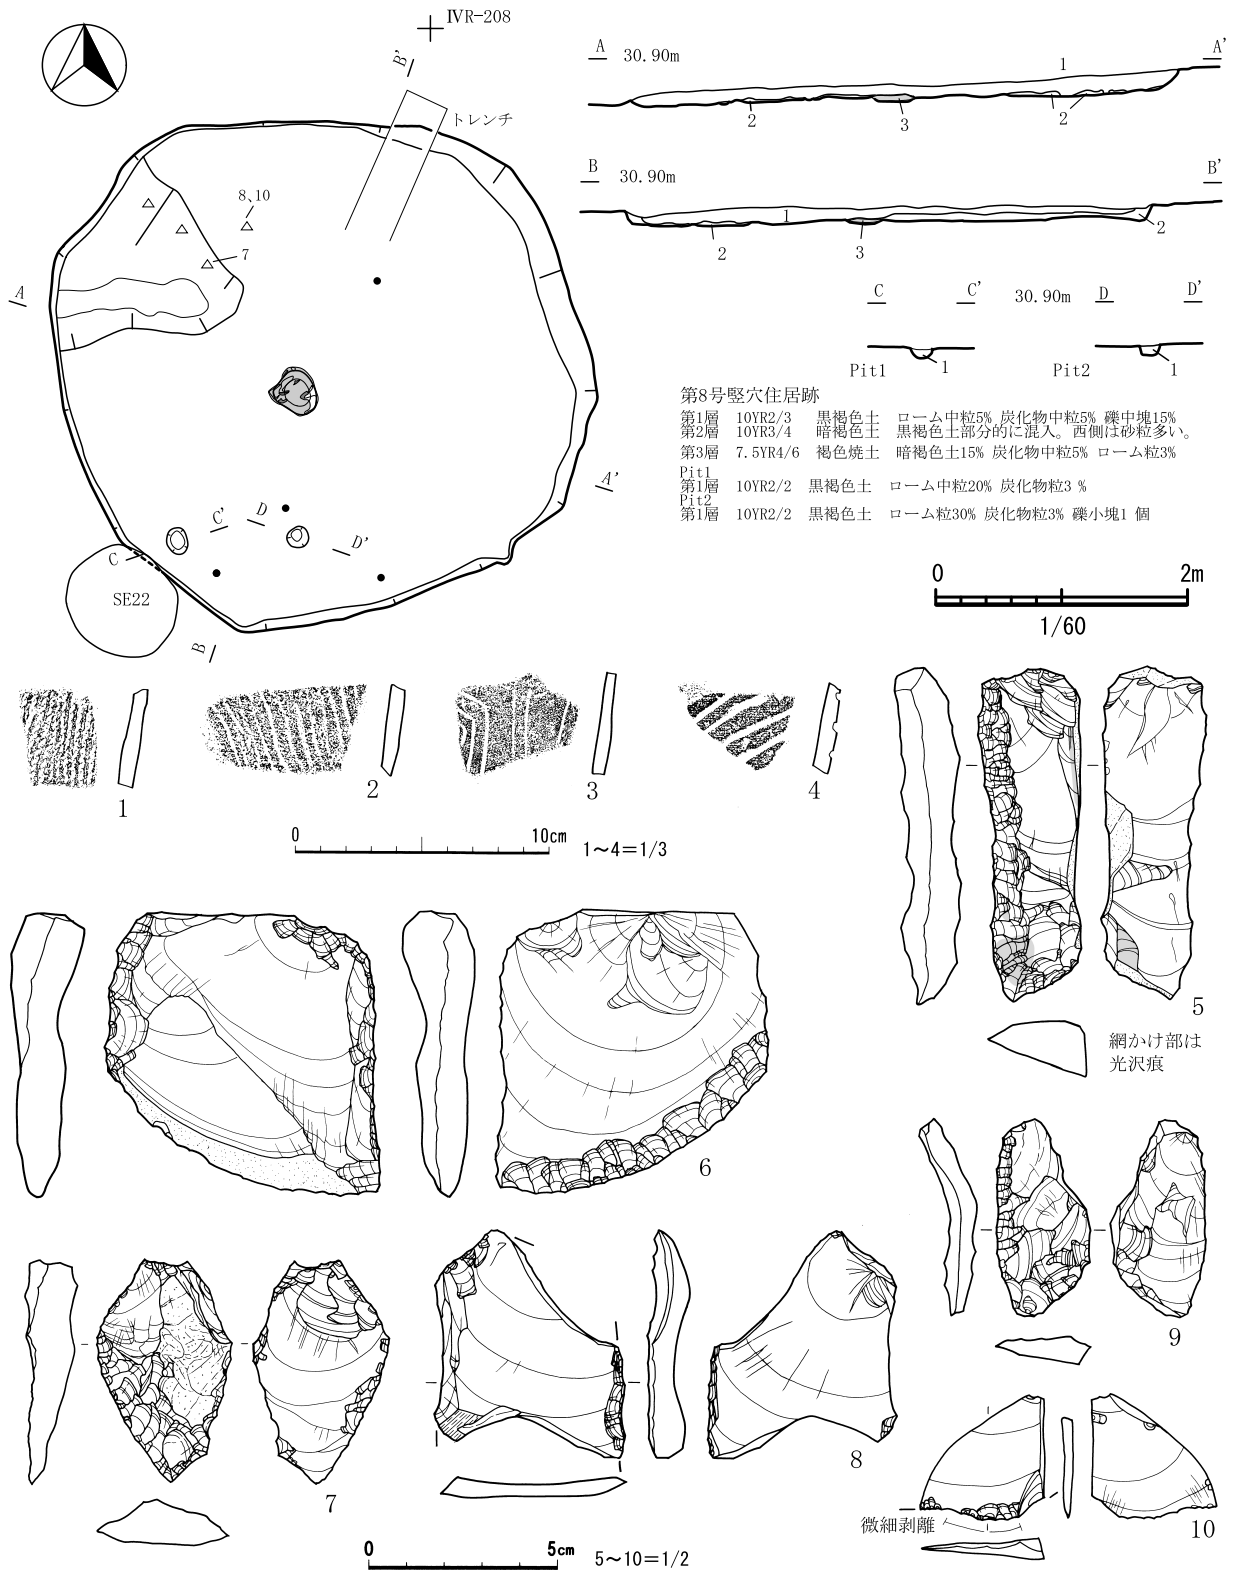 ⅣR-208
B'
トレンチ
8、10
7
A
A'
C'
D
C
D'
SE22
B
A
30.90m
A'
1
2
3
2
B
30.90m
B'
1
2
3
2
C
C'
30.90m
D
D'
Pit1
1
Pit2
1
第8号竪穴住居跡
第1層 10YR2/3 黒褐色土 ローム中粒5% 炭化物中粒5% 礫中塊15%
第2層 10YR3/4 暗褐色土 黒褐色土部分的に混入。西側は砂粒多い。
第3層 7.5YR4/6 褐色焼土 暗褐色土15% 炭化物中粒5% ローム粒3%
Pit1
第1層 10YR2/2 黒褐色土 ローム中粒20% 炭化物粒3 %
Pit2
第1層 10YR2/2 黒褐色土 ローム粒30% 炭化物粒3% 礫小塊1 個
0 2m
1/60
1
2
3
4
0 10cm
1～4=1/3
5
網かけ部は
光沢痕
6
7
8
9
微細剥離
10
0 5cm
5～10=1/2